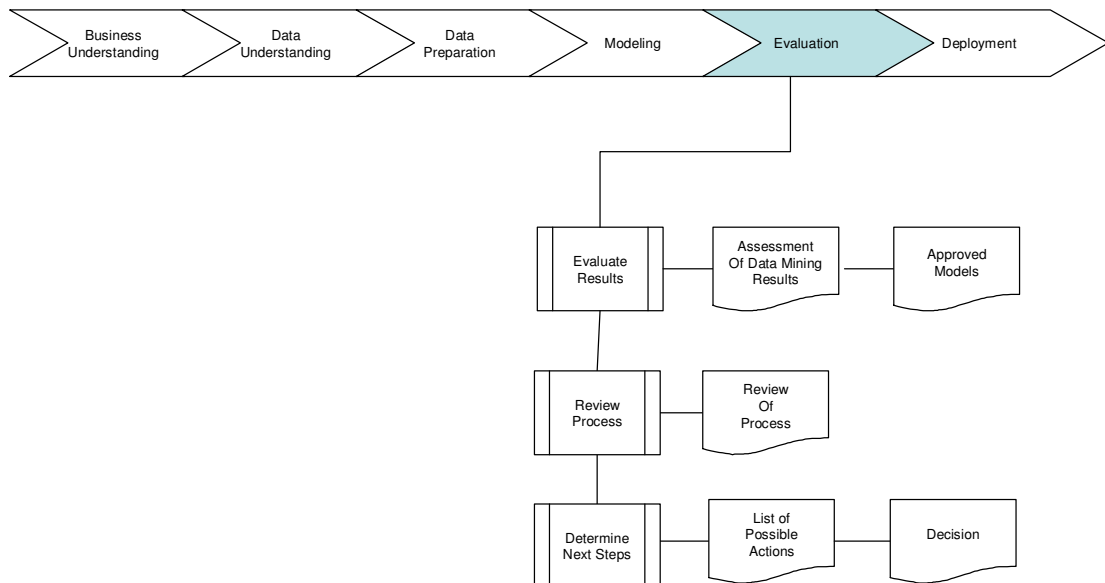 Business
Understanding
Data
Understanding
Data
Preparation
Modeling
Evaluation
Deployment
Evaluate
Results
Assessment
Of Data Mining
Results
Approved
Models
Review
Process
Review
Of
Process
Determine
Next Steps
List of
Possible
Actions
Decision